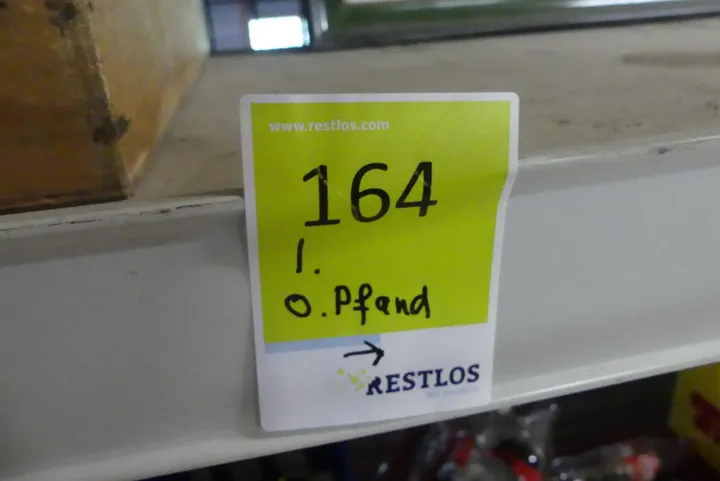 www.restlos.com
164
1.
O. Pfand
→
RESTLOS